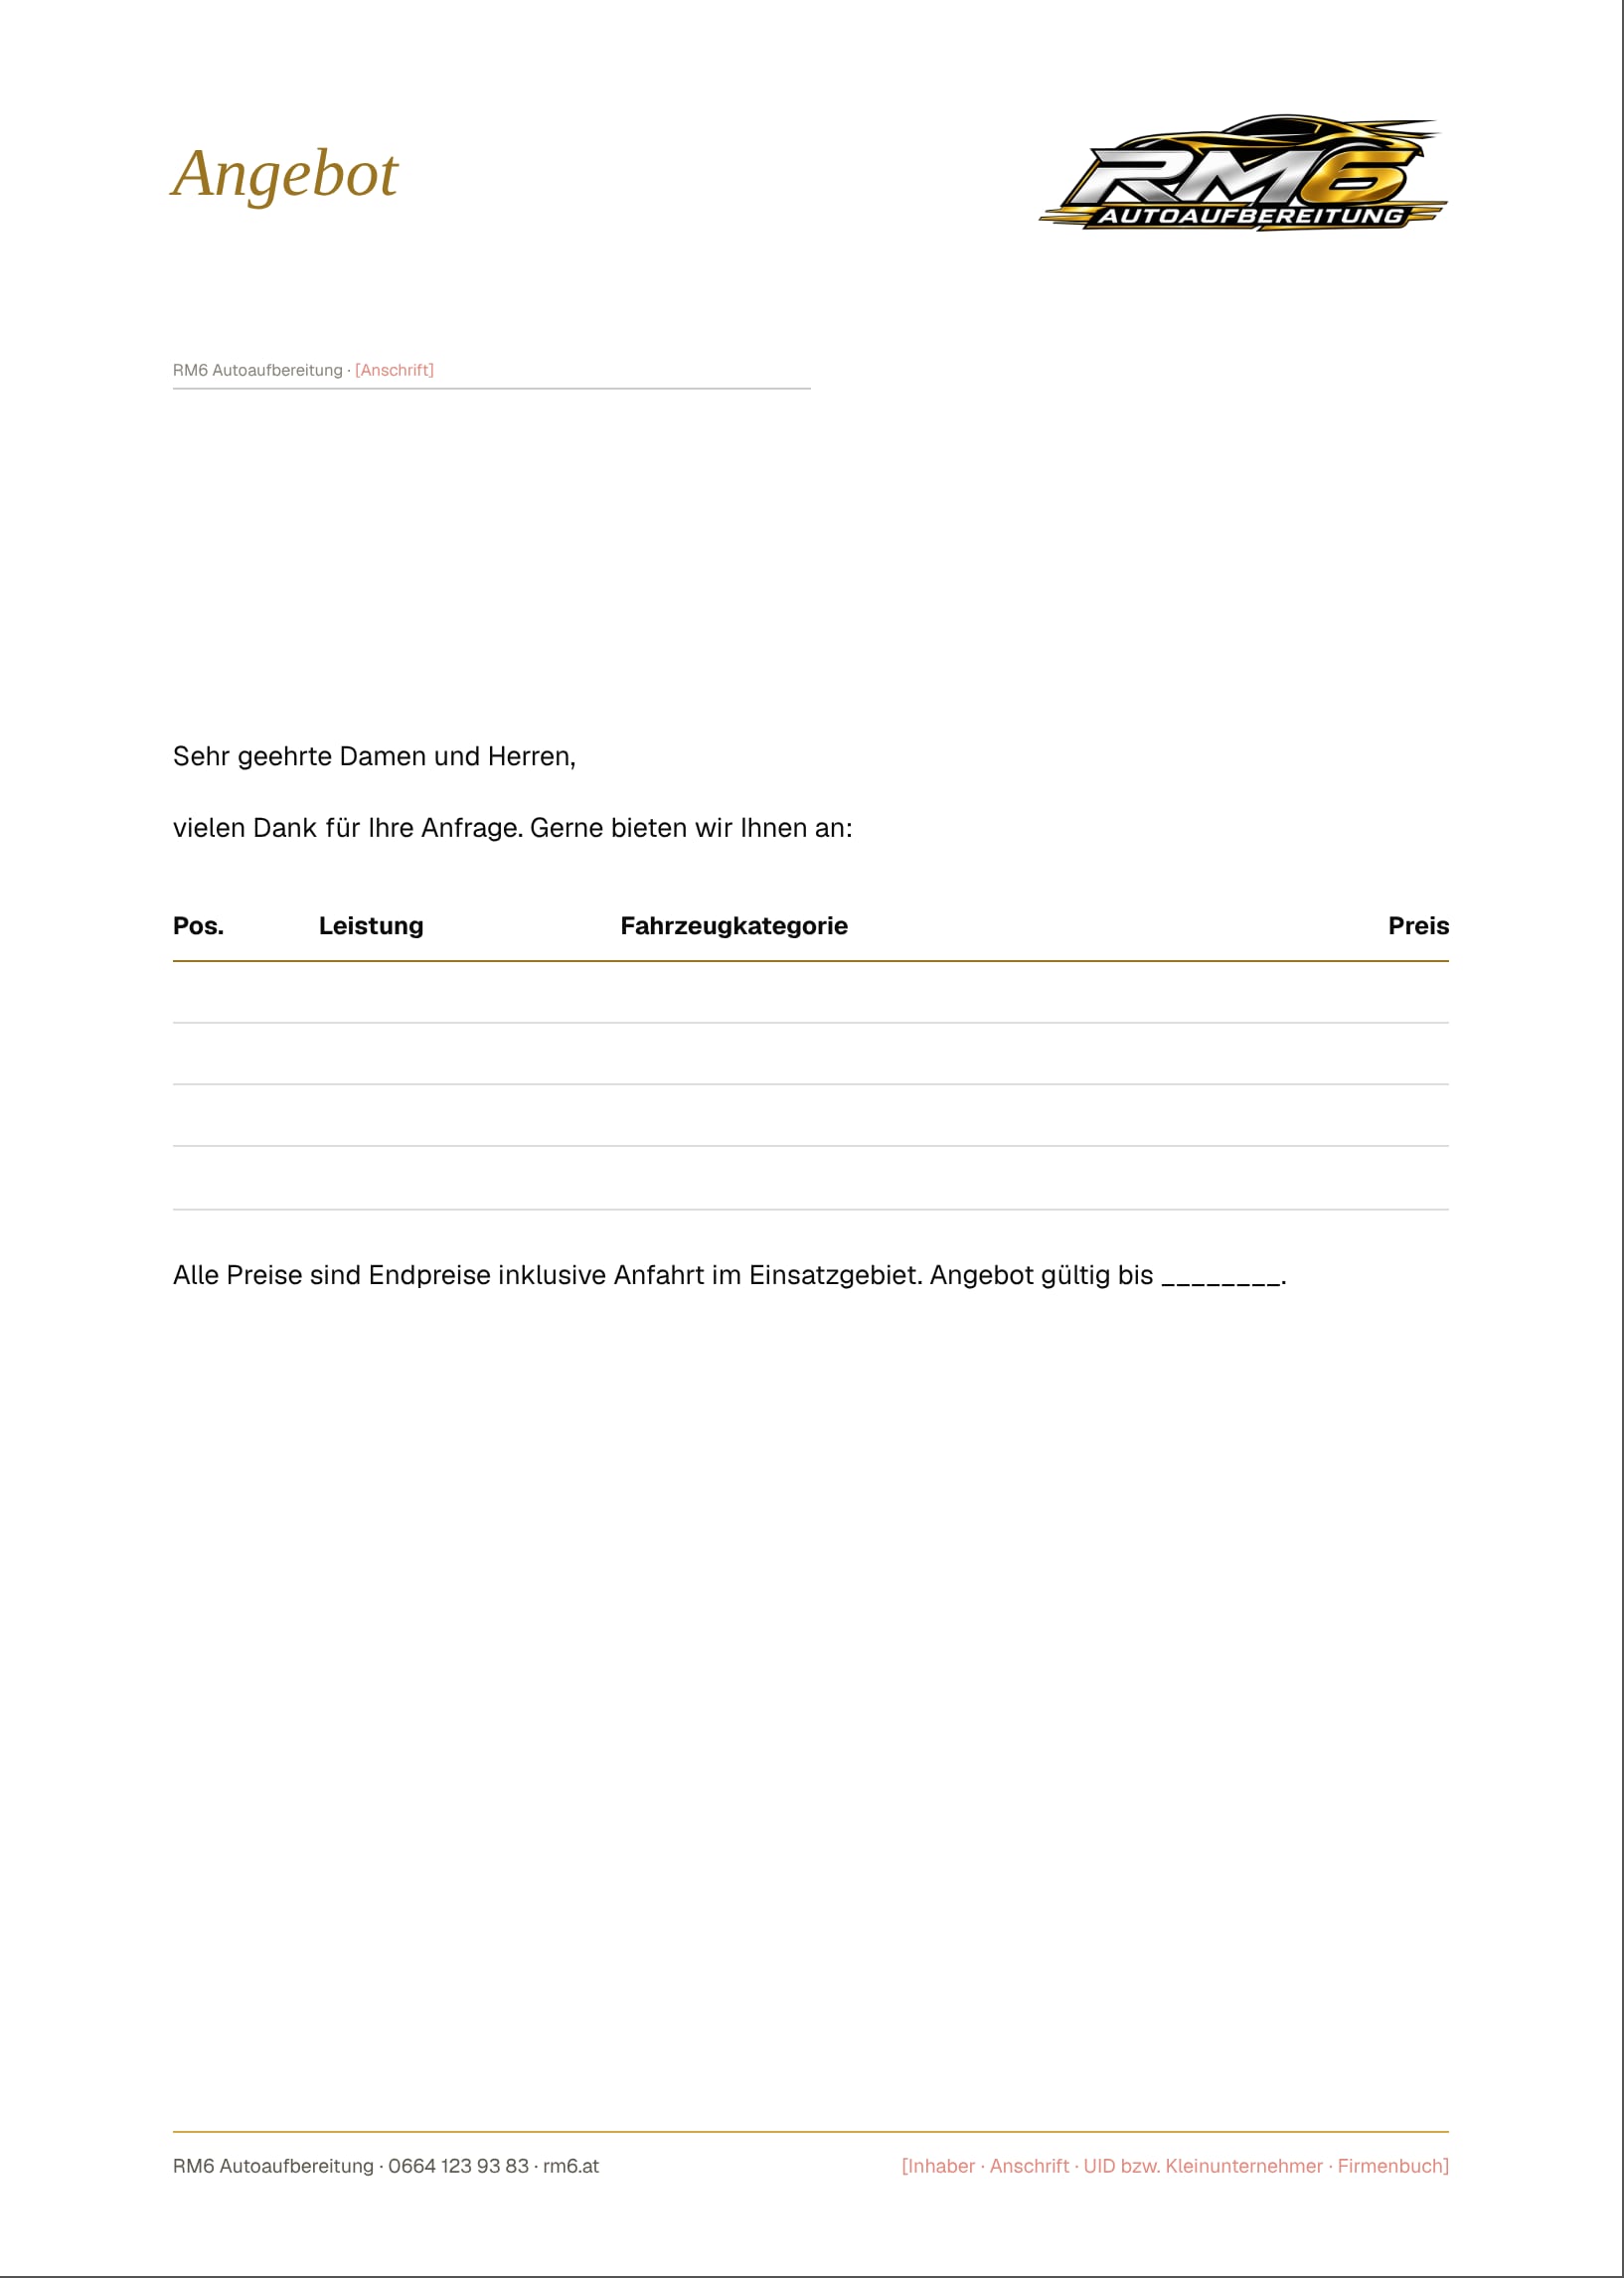 Angebot
RM6
AUTOAUFBEREITUNG
RM6 Autoaufbereitung · [Anschrift]
Sehr geehrte Damen und Herren,
vielen Dank für Ihre Anfrage. Gerne bieten wir Ihnen an:
Pos. Leistung Fahrzeugkategorie Preis
Alle Preise sind Endpreise inklusive Anfahrt im Einsatzgebiet. Angebot gültig bis ________.
RM6 Autoaufbereitung · 0664 123 93 83 · rm6.at [Inhaber · Anschrift · UID bzw. Kleinunternehmer · Firmenbuch]